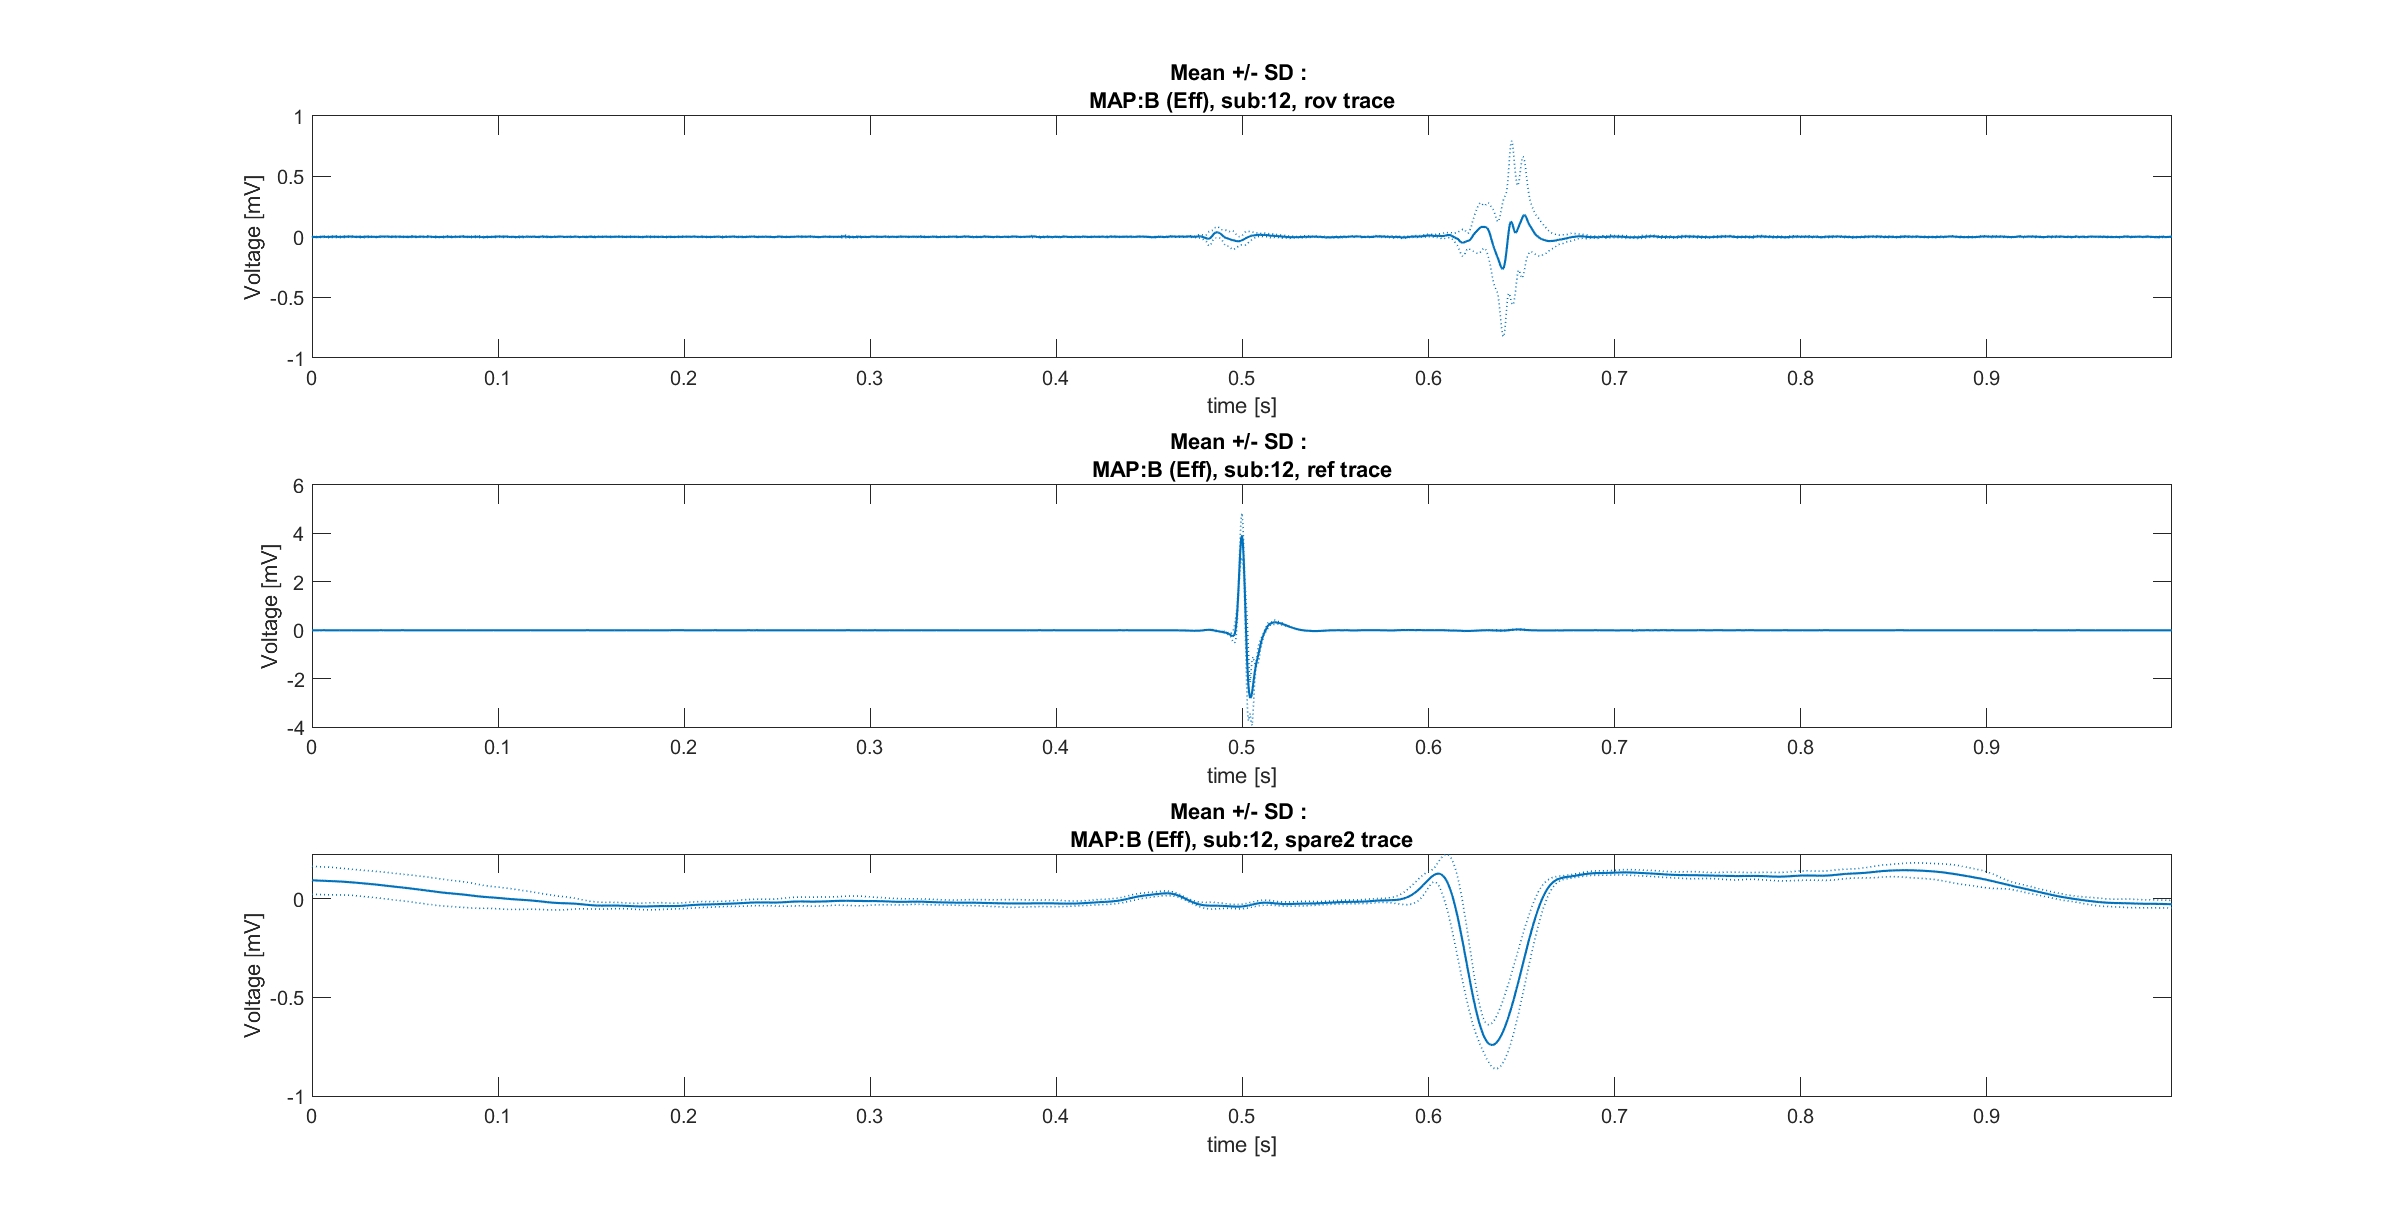 Mean +/- SD :
MAP:B (Eff), sub:12, rov trace
1
0.5
0
-0.5
-1
Voltage [mV]
0 0.1 0.2 0.3 0.4 0.5 0.6 0.7 0.8 0.9
time [s]
Mean +/- SD :
MAP:B (Eff), sub:12, ref trace
6
4
2
0
-2
-4
Voltage [mV]
0 0.1 0.2 0.3 0.4 0.5 0.6 0.7 0.8 0.9
time [s]
Mean +/- SD :
MAP:B (Eff), sub:12, spare2 trace
0
-0.5
-1
Voltage [mV]
0 0.1 0.2 0.3 0.4 0.5 0.6 0.7 0.8 0.9
time [s]